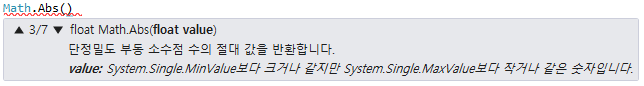 Math.Abs()
▲ 3/7 ▼ float Math.Abs(float value)
단정밀도 부동 소수점 수의 절대 값을 반환합니다.
value: System.Single.MinValue보다 크거나 같지만 System.Single.MaxValue보다 작거나 같은 숫자입니다.